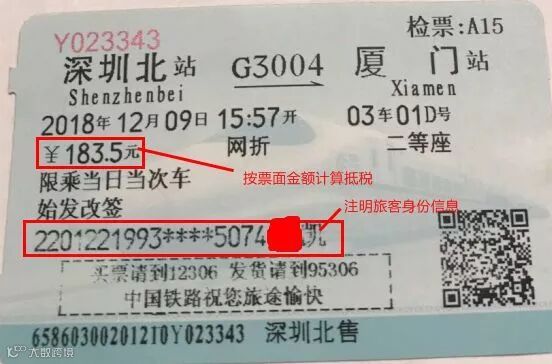 检票:A15
Y023343
深圳北站 G3004 厦门站
Shenzhenbei Xiamen
2018年12月09日 15:57开 03车01D号
¥183.5元 网折 二等座
按票面金额计算抵税
限乘当日当次车
始发改签
注明旅客身份信息
2201221993****5074 凯
买票请到12306 发货请到95306
中国铁路祝您旅途愉快
65860300201210Y023343 深圳北售
大数跨境